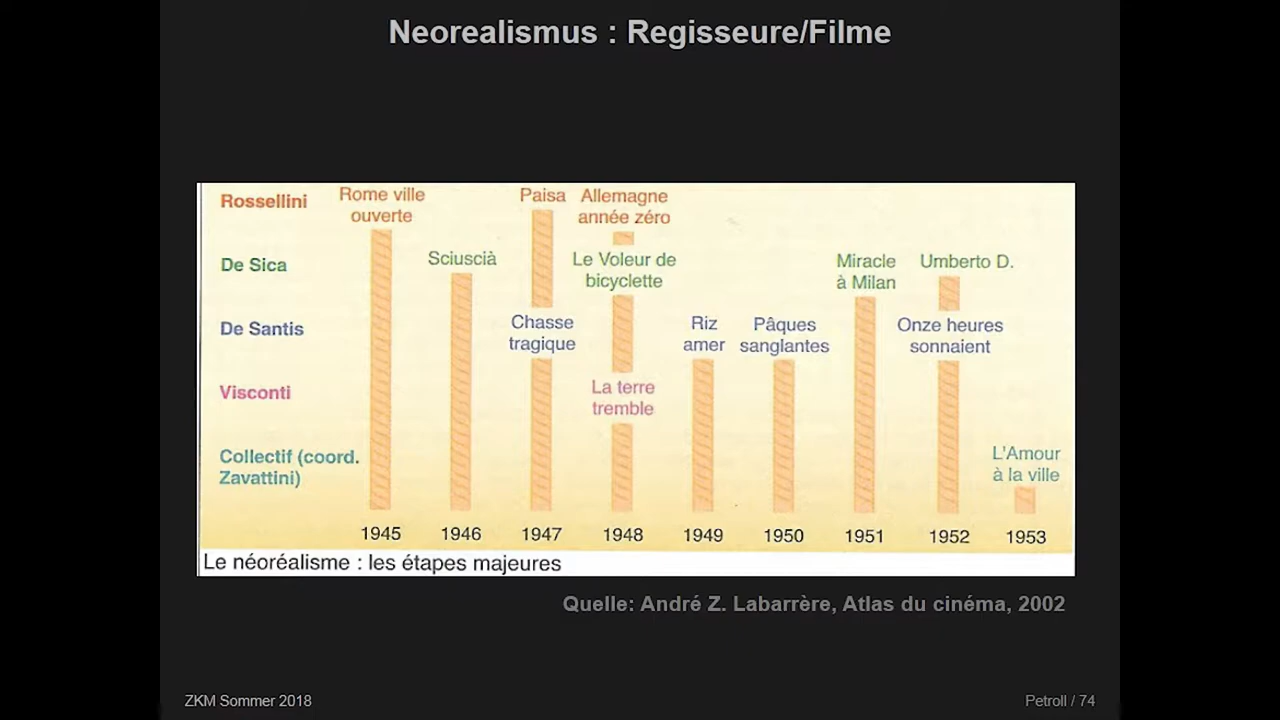 Neorealismus : Regisseure/Filme
Rossellini
Rome ville
ouverte
Paisa
Allemagne
année zéro
De Sica
Sciuscià
Le Voleur de
bicyclette
Miracle
à Milan
Umberto D.
De Santis
Chasse
tragique
Riz
amer
Pâques
sanglantes
Onze heures
sonnaient
Visconti
La terre
tremble
Collectif (coord.
Zavattini)
L'Amour
à la ville
1945 1946 1947 1948 1949 1950 1951 1952 1953
Le néoréalisme : les étapes majeures
Quelle: André Z. Labarrère, Atlas du cinéma, 2002
ZKM Sommer 2018
Petroll / 74